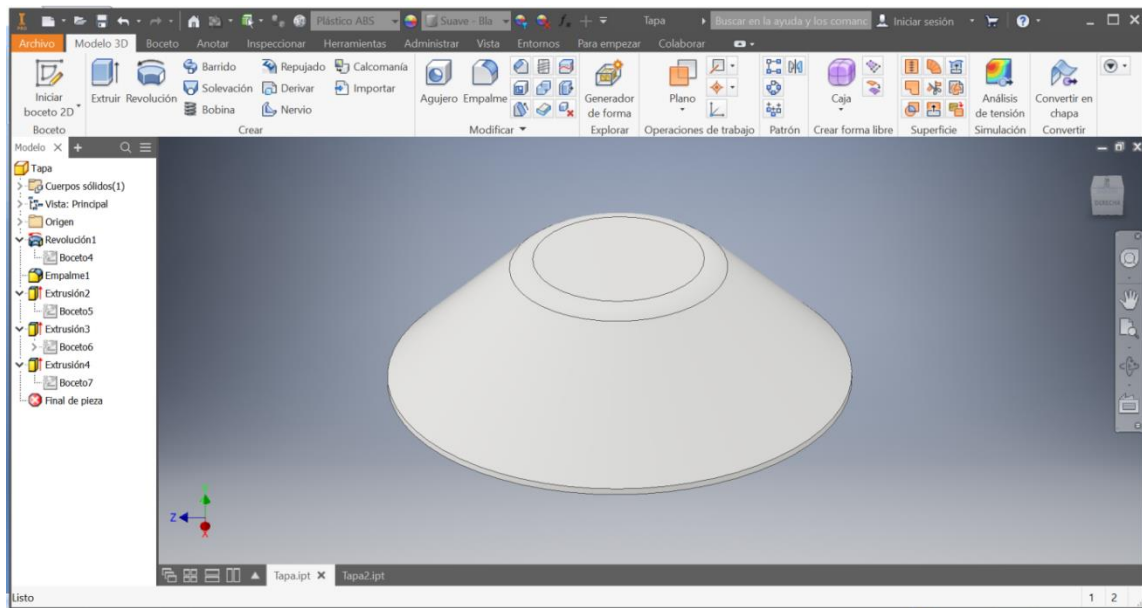 PRO Plástico ABS Suave - Bla fx Tapa Buscar en la ayuda y los comanc Iniciar sesión
Archivo Modelo 3D Boceto Anotar Inspeccionar Herramientas Administrar Vista Entornos Para empezar Colaborar
Iniciar boceto 2D
Extruir Revolución
Barrido Repujado Calcomanía
Solevación Derivar Importar
Bobina Nervio
Agujero Empalme
Generador de forma
Plano
Caja
Análisis de tensión
Convertir en chapa
Boceto Crear Modificar Explorar Operaciones de trabajo Patrón Crear forma libre Superficie Simulación Convertir
Modelo
Tapa
Cuerpos sólidos(1)
Vista: Principal
Origen
Revolución1
Boceto4
Empalme1
Extrusión2
Boceto5
Extrusión3
Boceto6
Extrusión4
Boceto7
Final de pieza
DERECHA
Y
Z
X
Tapa.ipt Tapa2.ipt
Listo 1 2